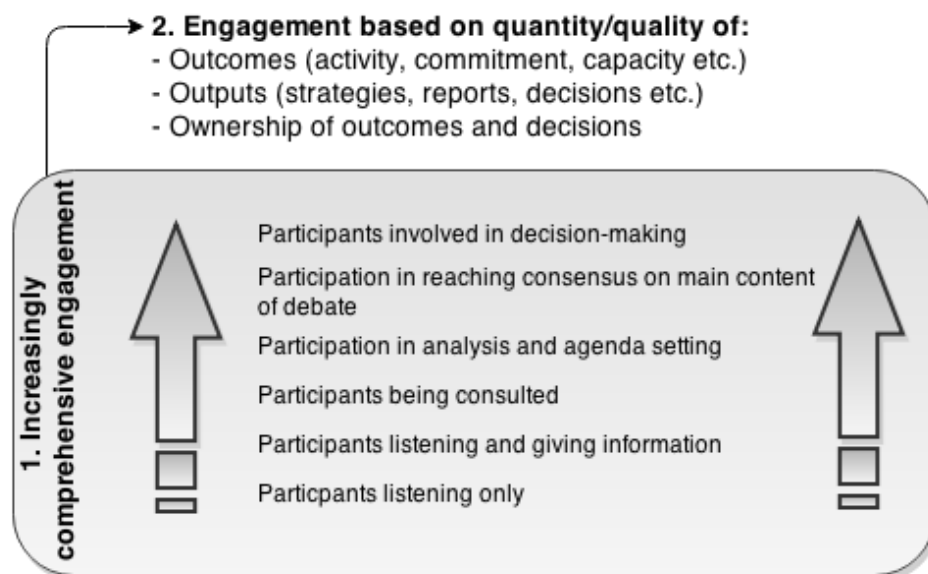 2. Engagement based on quantity/quality of:
- Outcomes (activity, commitment, capacity etc.)
- Outputs (strategies, reports, decisions etc.)
- Ownership of outcomes and decisions
1. Increasingly
comprehensive engagement
Participants involved in decision-making
Participation in reaching consensus on main content
of debate
Participation in analysis and agenda setting
Participants being consulted
Participants listening and giving information
Particpants listening only